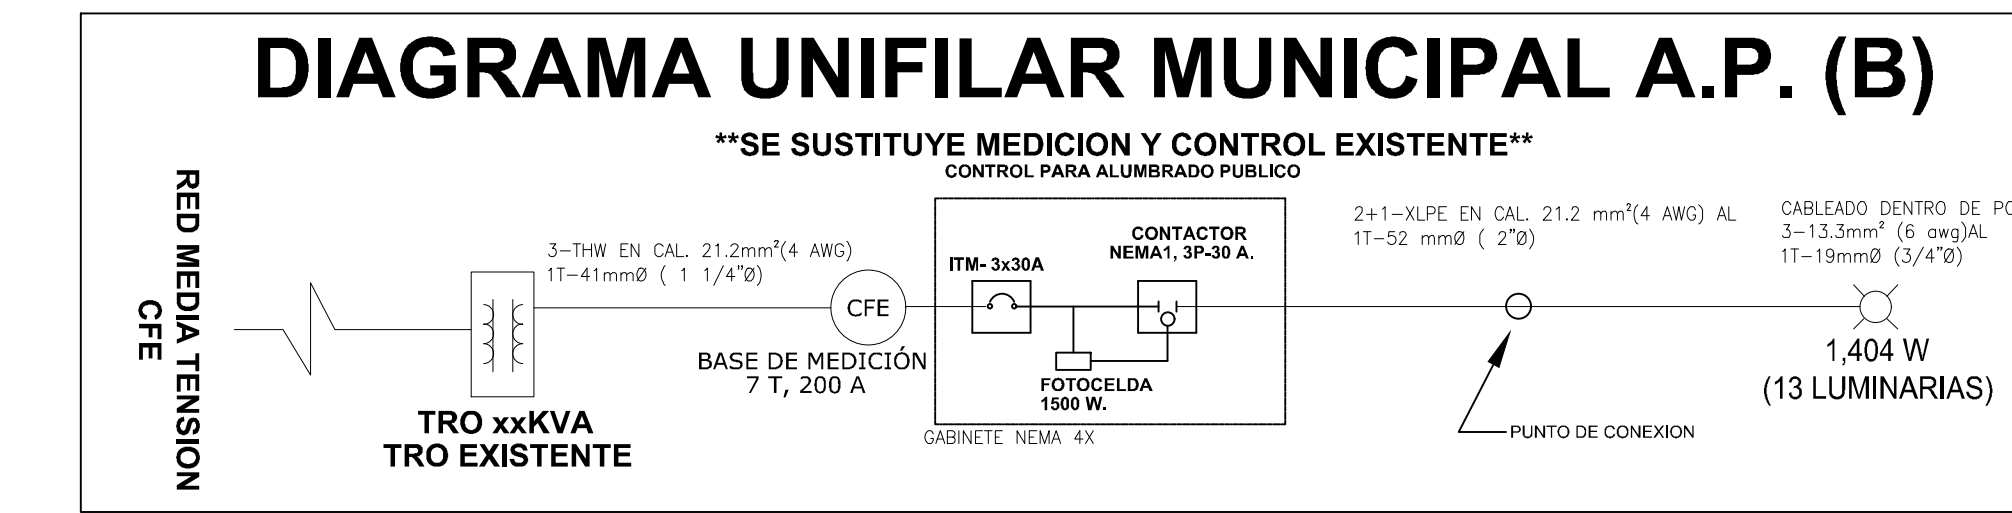 DIAGRAMA UNIFILAR MUNICIPAL A.P. (B)
**SE SUSTITUYE MEDICION Y CONTROL EXISTENTE**
CONTROL PARA ALUMBRADO PUBLICO
RED MEDIA TENSION
CFE
3-THW EN CAL. 21.2mm²(4 AWG)
1T-41mmØ ( 1 1/4"Ø)
TRO xxKVA
TRO EXISTENTE
CFE
BASE DE MEDICIÓN
7 T, 200 A
ITM- 3x30A
CONTACTOR
NEMA1, 3P-30 A.
FOTOCELDA
1500 W.
GABINETE NEMA 4X
2+1-XLPE EN CAL. 21.2 mm²(4 AWG) AL
1T-52 mmØ ( 2"Ø)
PUNTO DE CONEXION
CABLEADO DENTRO DE
3-13.3mm² (6 awg)AL
1T-19mmØ (3/4"Ø)
1,404 W
(13 LUMINARIAS)